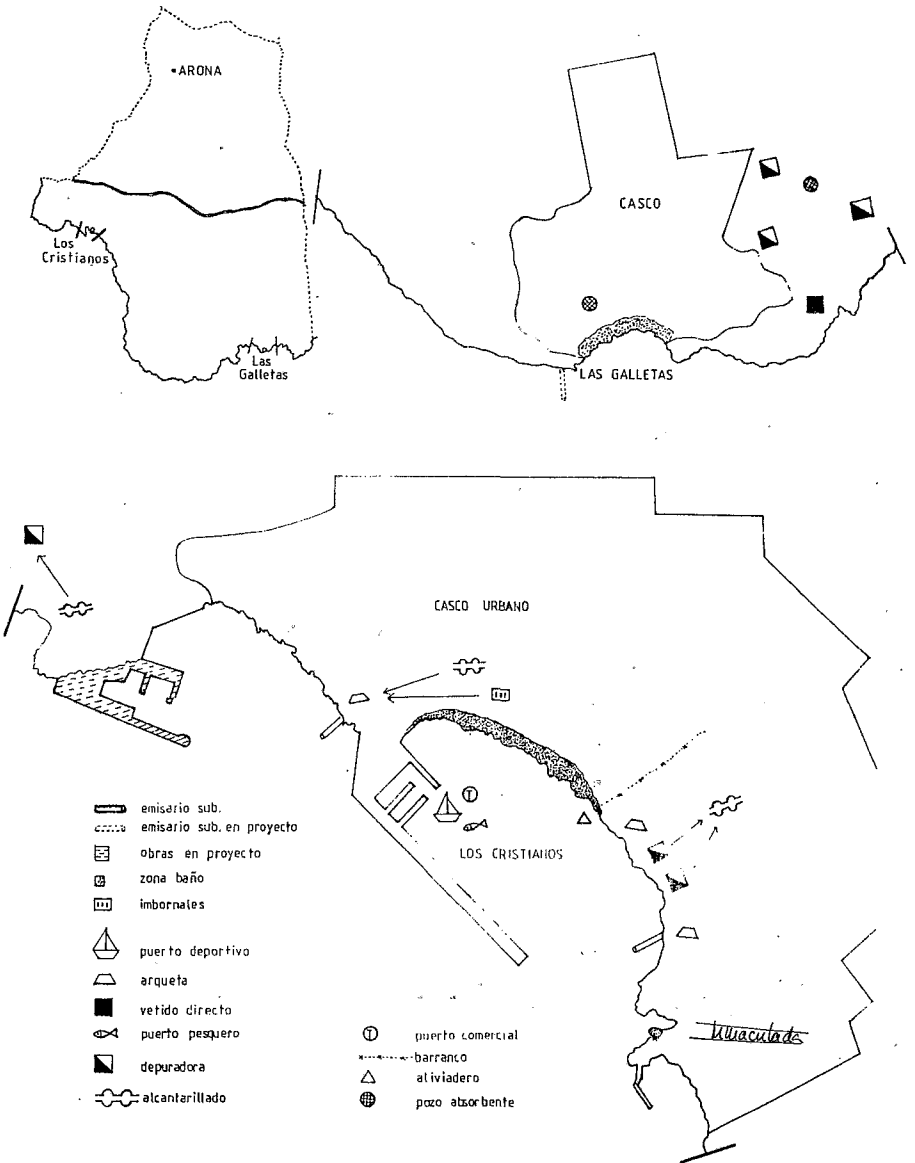 ARONA
Los
Cristianos
Las
Galletas
CASCO
LAS GALLETAS
CASCO URBANO
T
LOS CRISTIANOS
emisario sub.
emisario sub. en proyecto
obras en proyecto
zona baño
imbornales
puerto deportivo
arqueta
vetido directo
puerto pesquero
depuradora
alcantarillado
T puerto comercial
barranco
aliviadero
pozo absorbente
Inmaculada